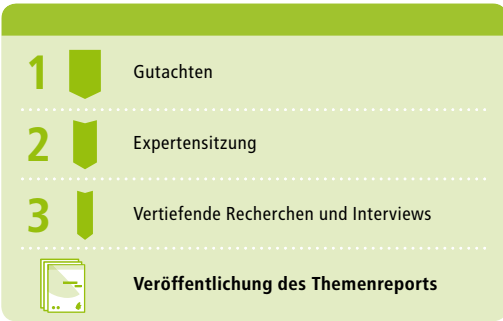 1 Gutachten
2 Expertensitzung
3 Vertiefende Recherchen und Interviews
Veröffentlichung des Themenreports